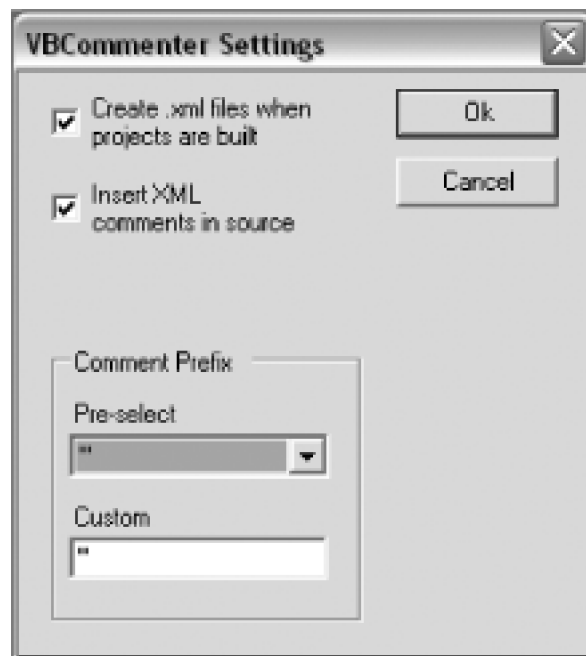 VBCommenter Settings
Create .xml files when
projects are built
Ok
Insert XML
comments in source
Cancel
Comment Prefix
Pre-select
"
Custom
"